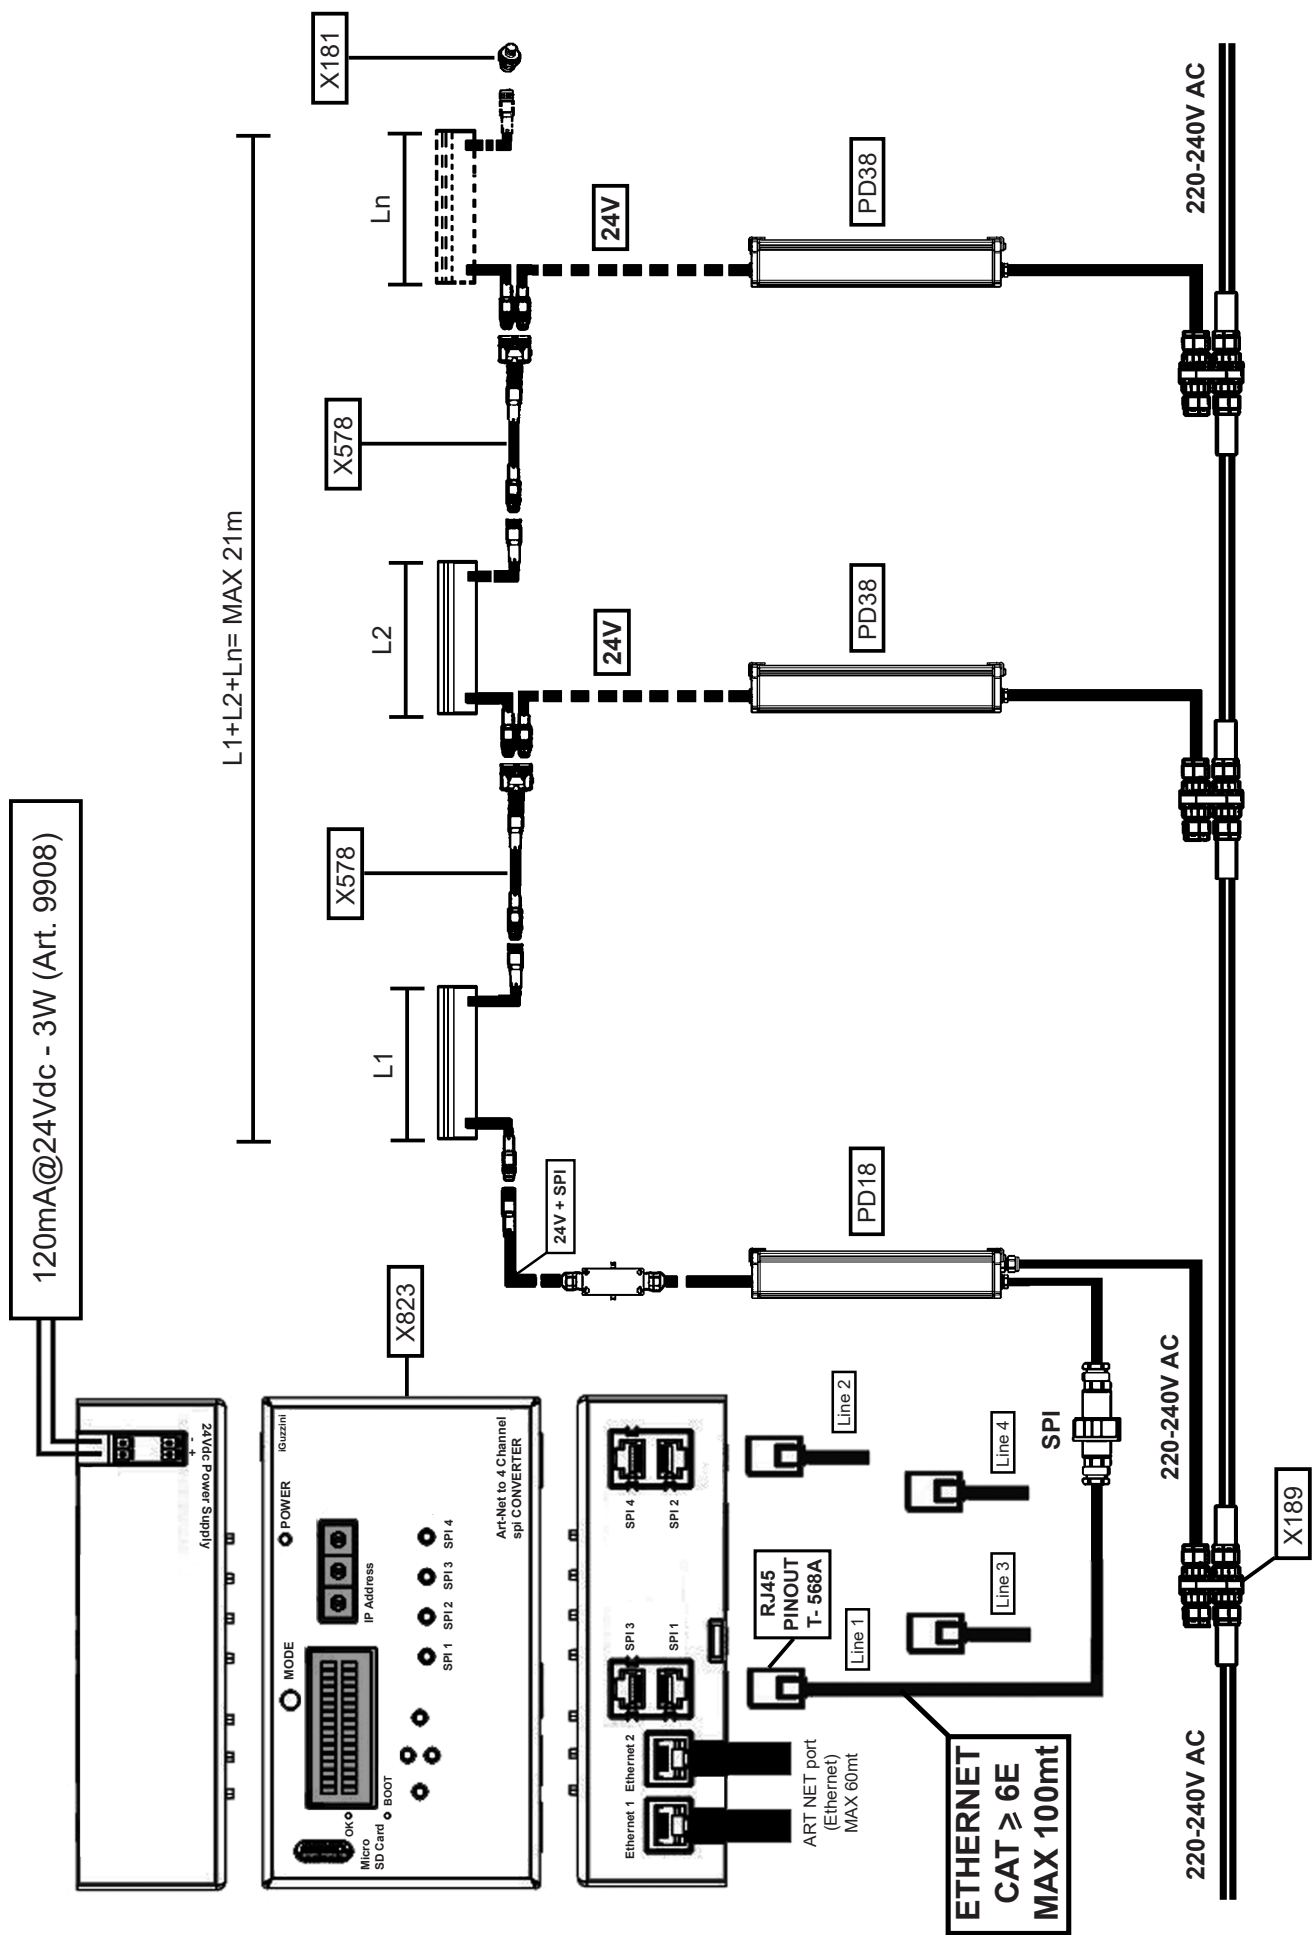 120mA@24Vdc - 3W (Art. 9908)
24Vdc Power Supply
- +
X823
iGuzzini
POWER
MODE
IP Address
OK
BOOT
Micro
SD Card
SPI 1
SPI 2
SPI 3
SPI 4
Art-Net to 4 Channel
spi CONVERTER
Ethernet 1
Ethernet 2
SPI 3
SPI 1
SPI 4
SPI 2
ART NET port
(Ethernet)
MAX 60mt
RJ45
PINOUT
T- 568A
Line 1
Line 2
Line 3
Line 4
ETHERNET
CAT ⩾ 6E
MAX 100mt
SPI
L1+L2+Ln= MAX 21m
L1
L2
Ln
X578
X578
X181
24V + SPI
24V
24V
PD18
PD38
PD38
220-240V AC
220-240V AC
220-240V AC
X189